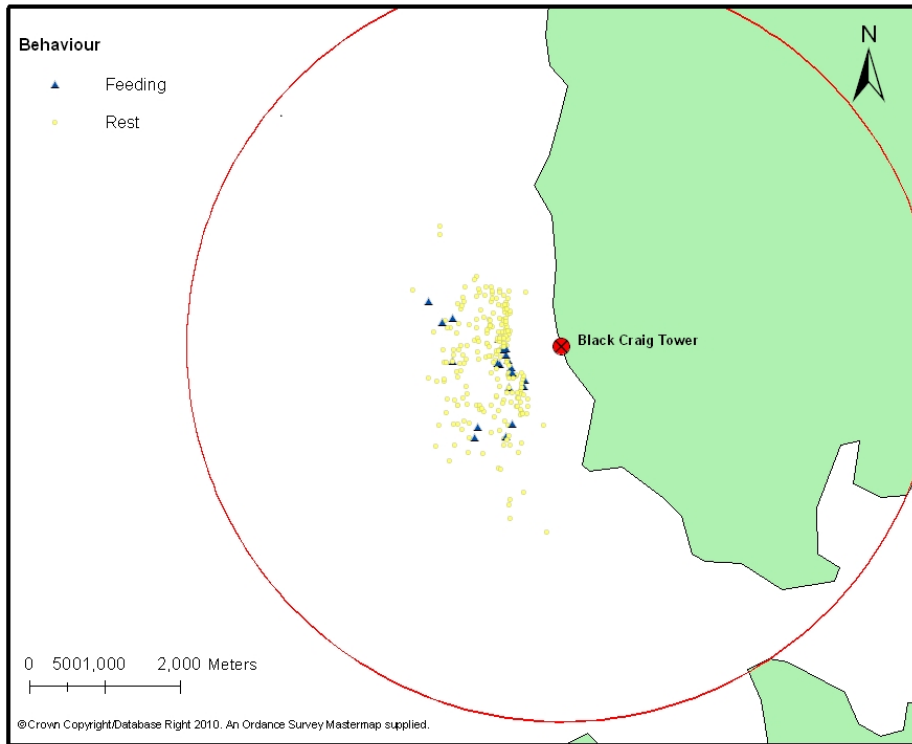 Behaviour
Feeding
Rest
N
Black Craig Tower
0 5001,000 2,000 Meters
©Crown Copyright/Database Right 2010. An Ordance Survey Mastermap supplied.